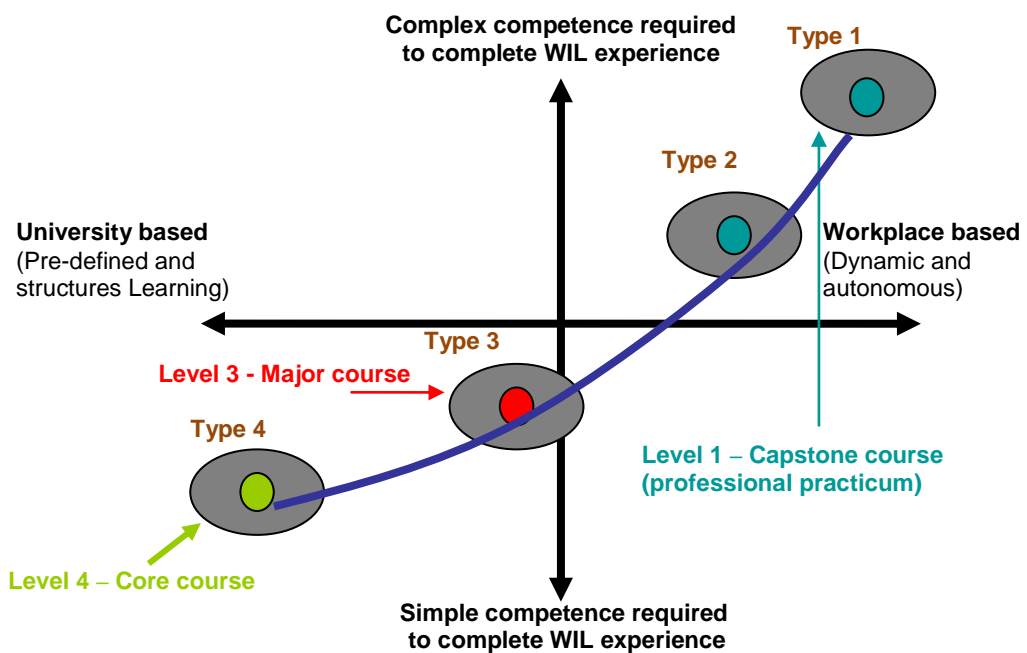 Complex competence required
to complete WIL experience
Type 1
Type 2
University based
(Pre-defined and
structures Learning)
Workplace based
(Dynamic and
autonomous)
Type 3
Level 3 - Major course
Type 4
Level 1 – Capstone course
(professional practicum)
Level 4 – Core course
Simple competence required
to complete WIL experience